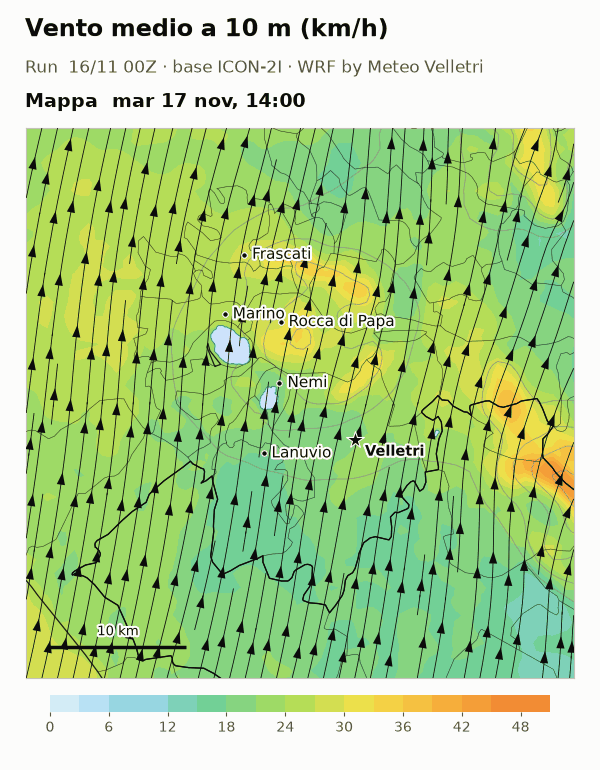 Vento medio a 10 m (km/h)
Run  16/11 00Z · base ICON-2I · WRF by Meteo Velletri
Mappa  mar 17 nov, 14:00
Frascati
Marino
Rocca di Papa
Nemi
Velletri
Lanuvio
10 km
0 6 12 18 24 30 36 42 48